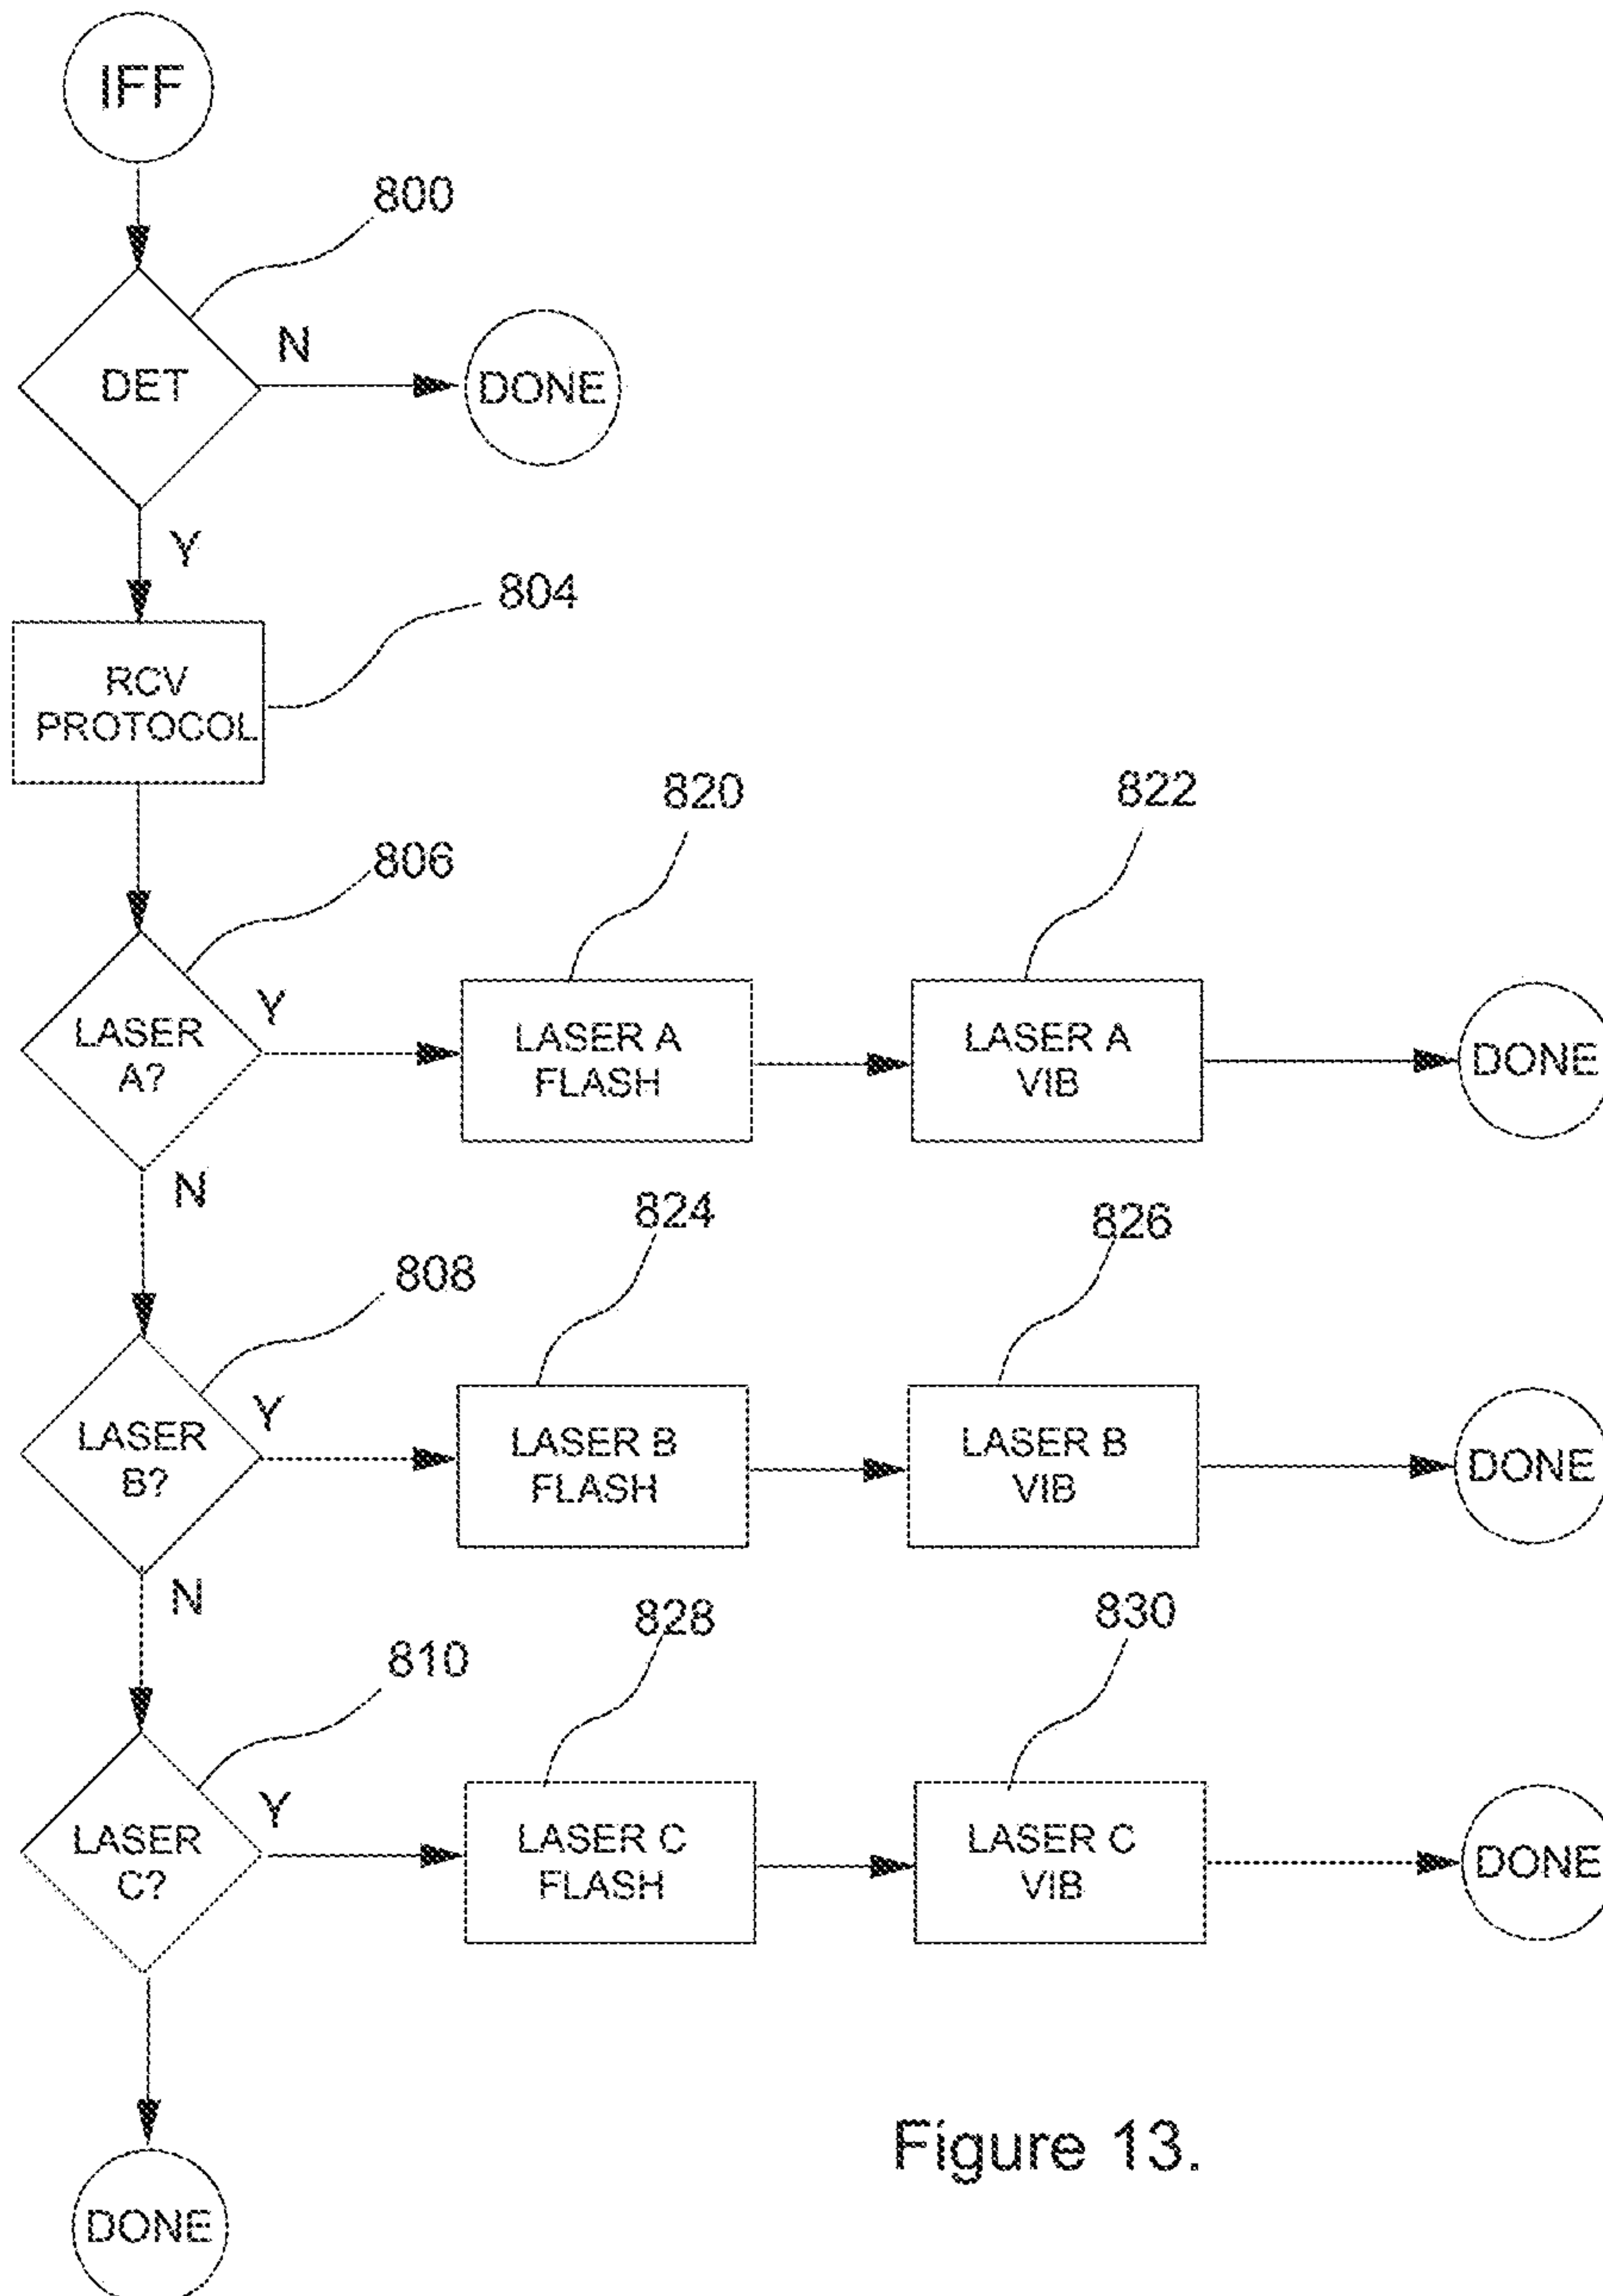 IFF
800
DET
N
DONE
Y
804
RCV
PROTOCOL
820
822
806
LASER
A?
Y
LASER A
FLASH
LASER A
VIB
DONE
N
824
826
808
LASER
B?
Y
LASER B
FLASH
LASER B
VIB
DONE
N
828
830
810
LASER
C?
Y
LASER C
FLASH
LASER C
VIB
DONE
DONE
Figure 13.